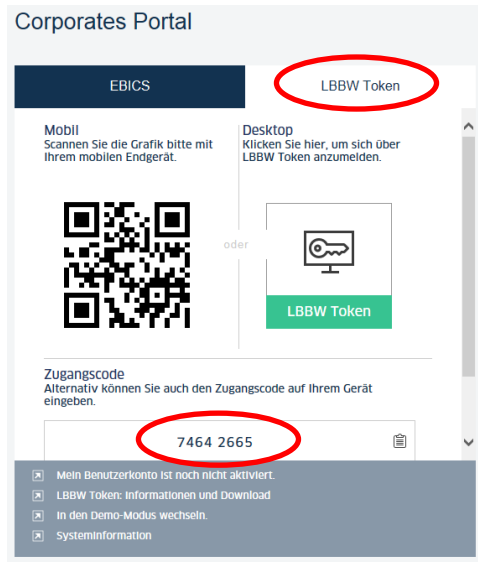 Corporates Portal
EBICS
LBBW Token
Mobil
Scannen Sie die Grafik bitte mit
Ihrem mobilen Endgerät.
oder
Desktop
Klicken Sie hier, um sich über
LBBW Token anzumelden.
LBBW Token
Zugangscode
Alternativ können Sie auch den Zugangscode auf Ihrem Gerät
eingeben.
7464 2665
Mein Benutzerkonto ist noch nicht aktiviert.
LBBW Token: Informationen und Download
In den Demo-Modus wechseln.
Systeminformation